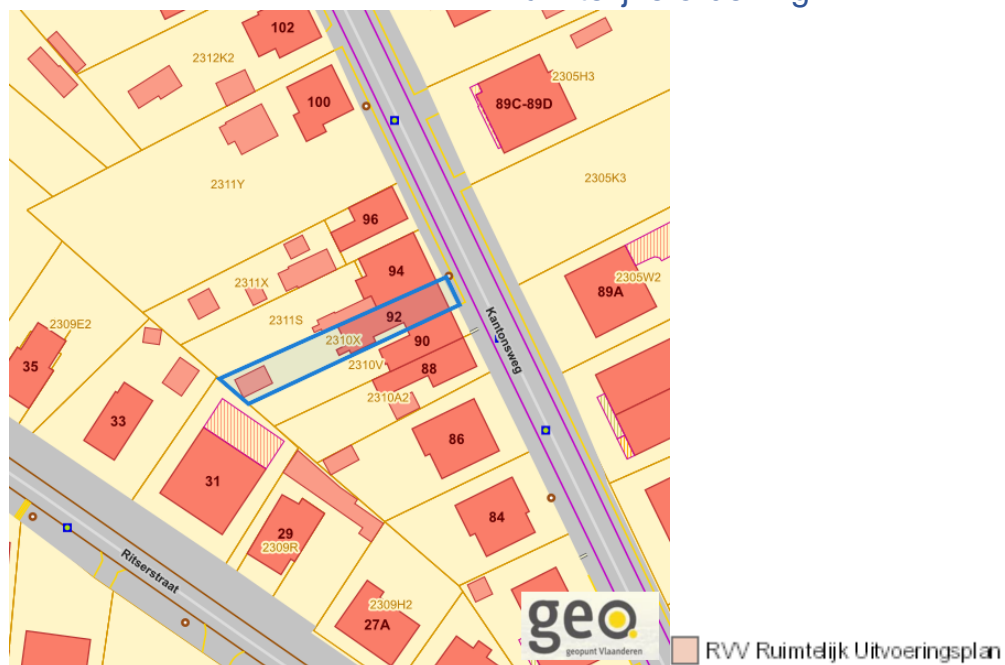 102
2312K2
2305H3
100
89C-89D
2311Y
2305K3
96
94
2311X
2305W2
89A
2311S
92
2309E2
2310X
90
Kantonsweg
35
2310V
88
2310A2
33
86
31
84
29
2309R
Ritserstraat
2309H2
27A
geo.
geopunt Vlaanderen
RVV Ruimtelijk Uitvoeringsplan